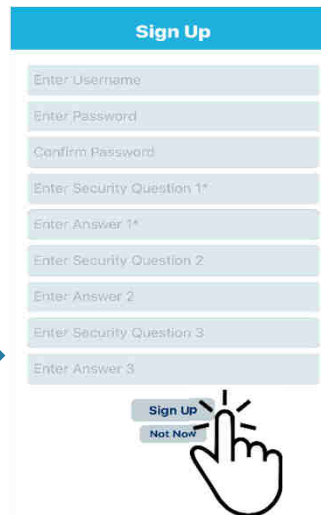 Sign Up
Enter Username
Enter Password
Confirm Password
Enter Security Question 1*
Enter Answer 1*
Enter Security Question 2
Enter Answer 2
Enter Security Question 3
Enter Answer 3
Sign Up
Not Now